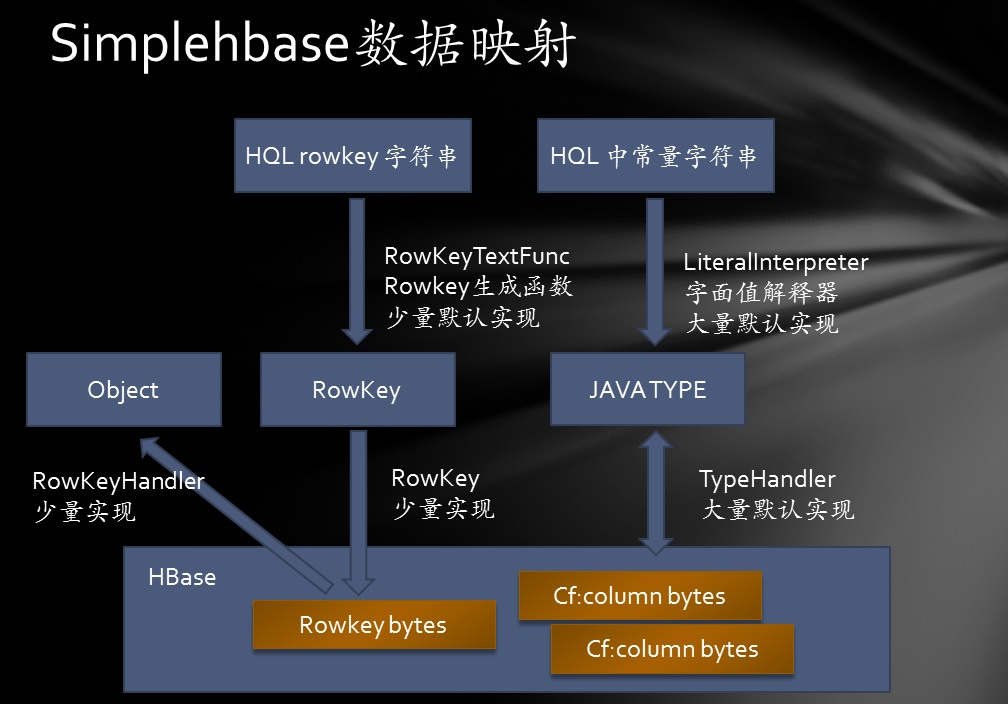 Simplehbase数据映射
HQL rowkey 字符串
HQL 中常量字符串
RowKeyTextFunc
Rowkey生成函数
少量默认实现
LiteralInterpreter
字面值解释器
大量默认实现
Object
RowKey
JAVA TYPE
RowKeyHandler
少量实现
RowKey
少量实现
TypeHandler
大量默认实现
HBase
Rowkey bytes
Cf:column bytes
Cf:column bytes